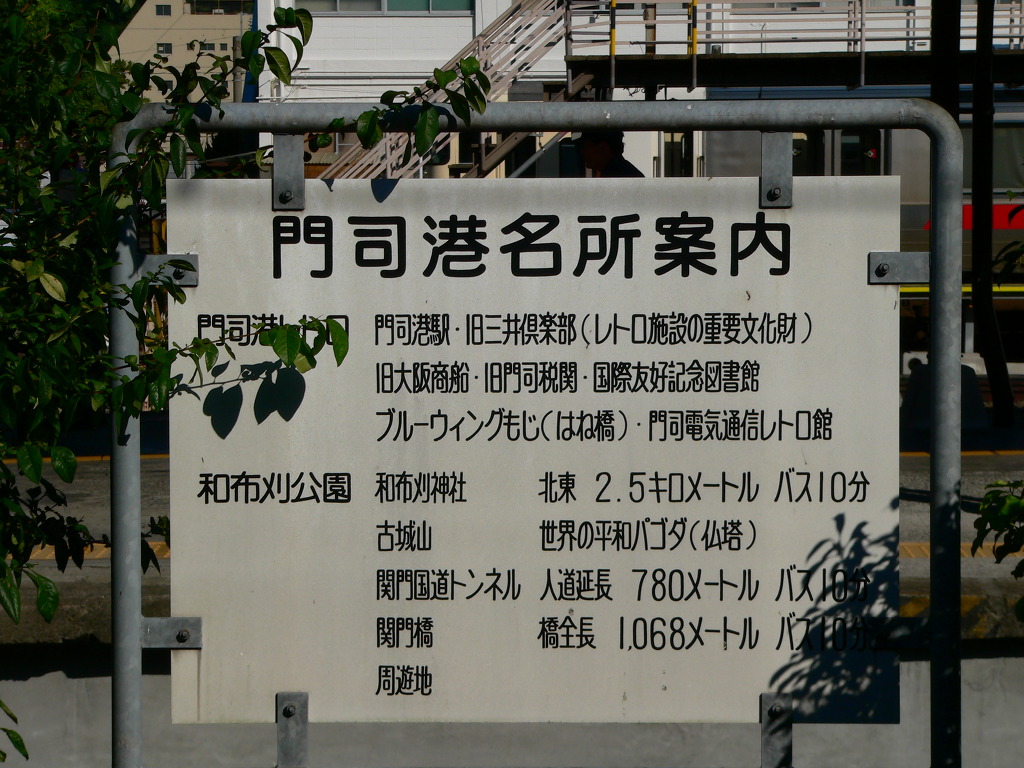 門司港名所案内
門司港レトロ 門司港駅・旧三井倶楽部(レトロ施設の重要文化財)
旧大阪商船・旧門司税関・国際友好記念図書館
ブルーウィングもじ(はね橋)・門司電気通信レトロ館
和布刈公園 和布刈神社 北東 2.5キロメートル バス10分
古城山 世界の平和パゴダ(仏塔)
関門国道トンネル 人道延長 780メートル バス10分
関門橋 橋全長 1,068メートル バス10分
周遊地